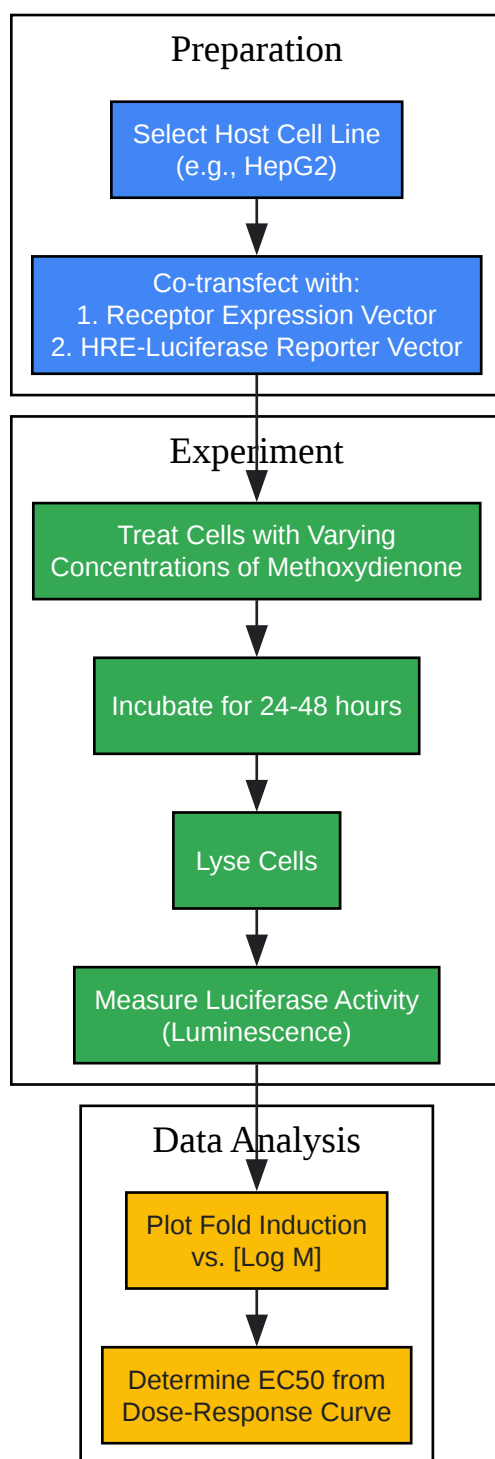 Preparation
Select Host Cell Line
(e.g., HepG2)
Co-transfect with:
1. Receptor Expression Vector
2. HRE-Luciferase Reporter Vector
Experiment
Treat Cells with Varying
Concentrations of Methoxydienone
Incubate for 24-48 hours
Lyse Cells
Measure Luciferase Activity
(Luminescence)
Data Analysis
Plot Fold Induction
vs. [Log M]
Determine EC50 from
Dose-Response Curve